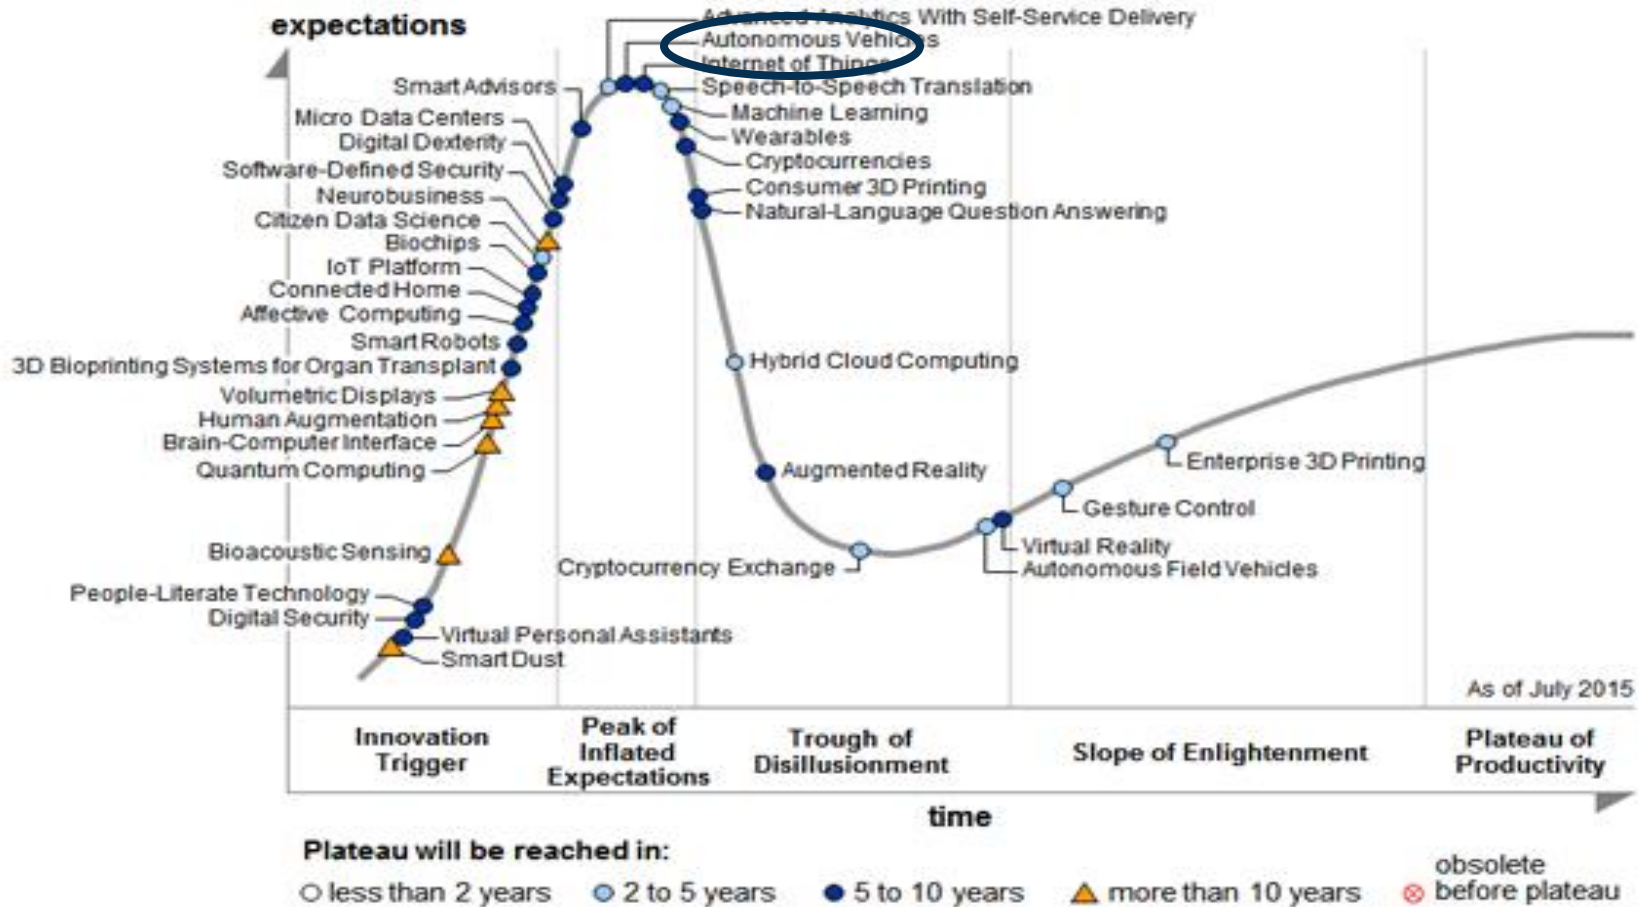 expectations
Advanced Analytics With Self-Service Delivery
Autonomous Vehicles
Internet of Things
Speech-to-Speech Translation
Machine Learning
Wearables
Cryptocurrencies
Consumer 3D Printing
Natural-Language Question Answering
Smart Advisors
Micro Data Centers
Digital Dexterity
Software-Defined Security
Neurobusiness
Citizen Data Science
Biochips
IoT Platform
Connected Home
Affective Computing
Smart Robots
3D Bioprinting Systems for Organ Transplant
Volumetric Displays
Human Augmentation
Brain-Computer Interface
Quantum Computing
Bioacoustic Sensing
People-Literate Technology
Digital Security
Virtual Personal Assistants
Smart Dust
Hybrid Cloud Computing
Augmented Reality
Cryptocurrency Exchange
Enterprise 3D Printing
Gesture Control
Virtual Reality
Autonomous Field Vehicles
As of July 2015
Innovation
Trigger
Peak of
Inflated
Expectations
Trough of
Disillusionment
Slope of Enlightenment
Plateau of
Productivity
time
Plateau will be reached in:
less than 2 years
2 to 5 years
5 to 10 years
more than 10 years
obsolete
before plateau